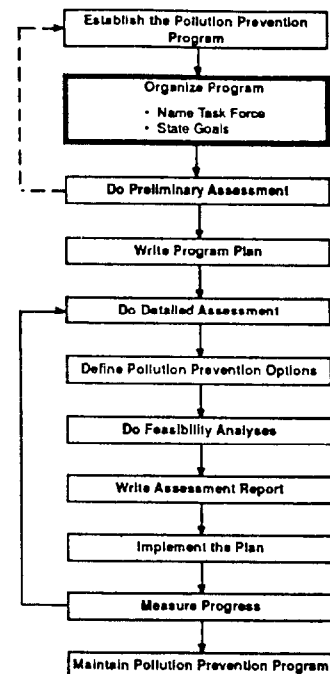 Establish the Pollution Prevention
Program
Organize Program
• Name Task Force
• State Goals
Do Preliminary Assessment
Write Program Plan
Do Detailed Assessment
Define Pollution Prevention Options
Do Feasibility Analyses
Write Assessment Report
Implement the Plan
Measure Progress
Maintain Pollution Prevention Program